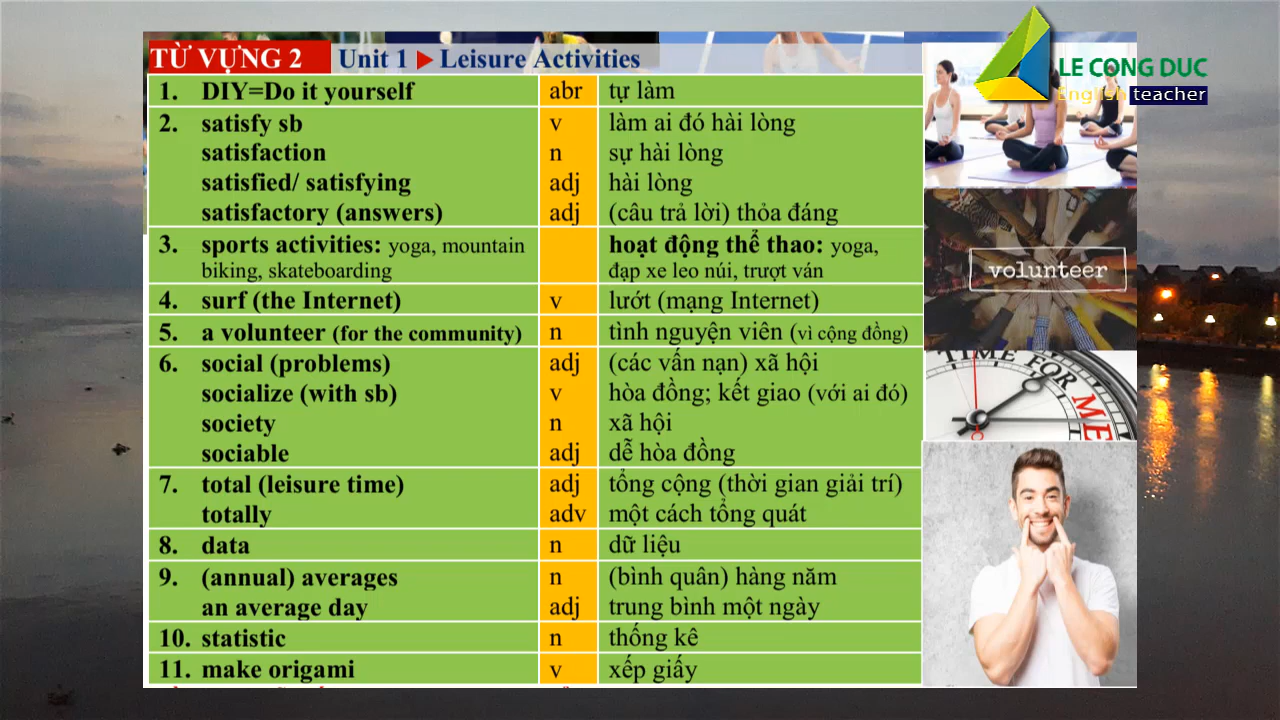 TỪ VỰNG 2 Unit 1 ▶ Leisure Activities
LE CONG DUC
English teacher
1. DIY=Do it yourself abr tự làm
2. satisfy sb v làm ai đó hài lòng
satisfaction n sự hài lòng
satisfied/ satisfying adj hài lòng
satisfactory (answers) adj (câu trả lời) thỏa đáng
3. sports activities: yoga, mountain hoạt động thể thao: yoga,
biking, skateboarding đạp xe leo núi, trượt ván
4. surf (the Internet) v lướt (mạng Internet)
5. a volunteer (for the community) n tình nguyện viên (vì cộng đồng)
6. social (problems) adj (các vấn nạn) xã hội
socialize (with sb) v hòa đồng; kết giao (với ai đó)
society n xã hội
sociable adj dễ hòa đồng
7. total (leisure time) adj tổng cộng (thời gian giải trí)
totally adv một cách tổng quát
8. data n dữ liệu
9. (annual) averages n (bình quân) hàng năm
an average day adj trung bình một ngày
10. statistic n thống kê
11. make origami v xếp giấy
volunteer
TIME FOR ME